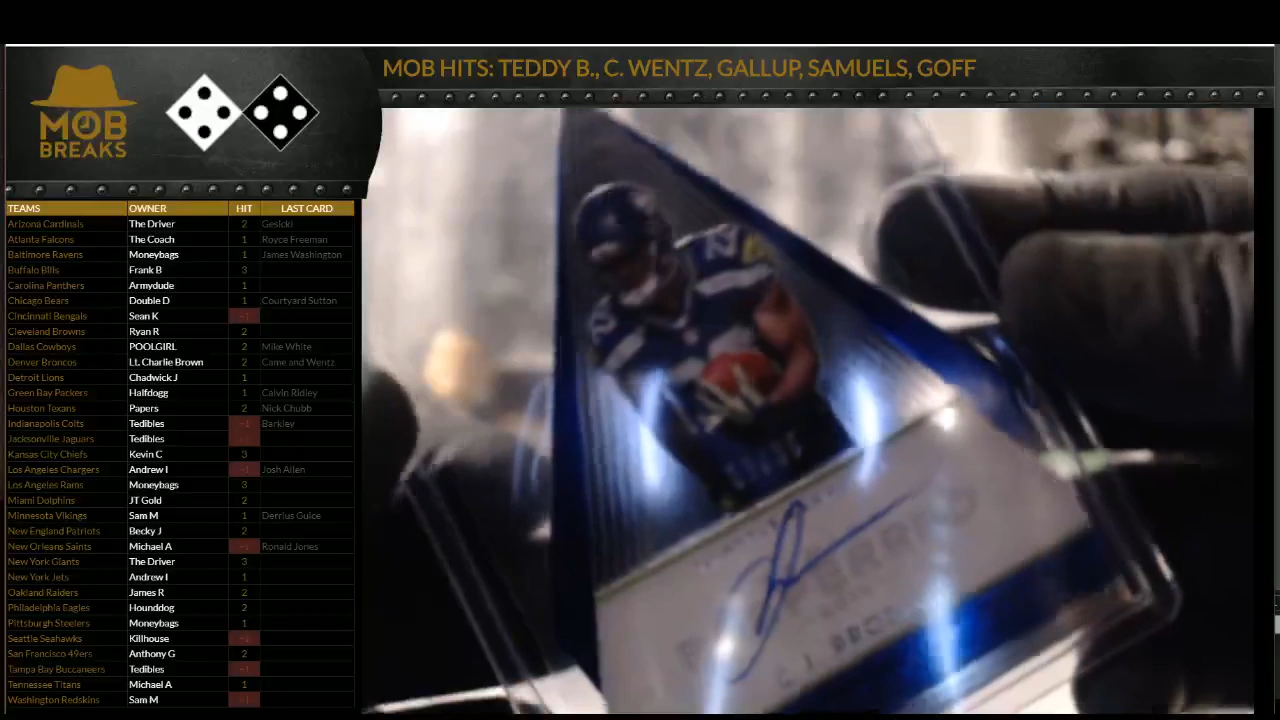 MOB HITS: TEDDY B., C. WENTZ, GALLUP, SAMUELS, GOFF
MOB
BREAKS
TEAMS OWNER HIT LAST CARD
Arizona Cardinals The Driver 2 Gesicki
Atlanta Falcons The Coach 1 Royce Freeman
Baltimore Ravens Moneybags 1 James Washington
Buffalo Bills Frank B 3
Carolina Panthers Armydude 1
Chicago Bears Double D 1 Courtyard Sutton
Cincinnati Bengals Sean K -1
Cleveland Browns Ryan R 2
Dallas Cowboys POOLGIRL 2 Mike White
Denver Broncos Lt. Charlie Brown 2 Came and Wentz
Detroit Lions Chadwick J 1
Green Bay Packers Halfdogg 1 Calvin Ridley
Houston Texans Papers 2 Nick Chubb
Indianapolis Colts Tedibles -1 Barkley
Jacksonville Jaguars Tedibles
Kansas City Chiefs Kevin C 3
Los Angeles Chargers Andrew I -1 Josh Allen
Los Angeles Rams Moneybags 3
Miami Dolphins JT Gold 2
Minnesota Vikings Sam M 1 Derrius Guice
New England Patriots Becky J 2
New Orleans Saints Michael A -1 Ronald Jones
New York Giants The Driver 3
New York Jets Andrew I 1
Oakland Raiders James R 2
Philadelphia Eagles Hounddog 2
Pittsburgh Steelers Moneybags 1
Seattle Seahawks Killhouse -1
San Francisco 49ers Anthony G 2
Tampa Bay Buccaneers Tedibles -1
Tennessee Titans Michael A 1
Washington Redskins Sam M -1